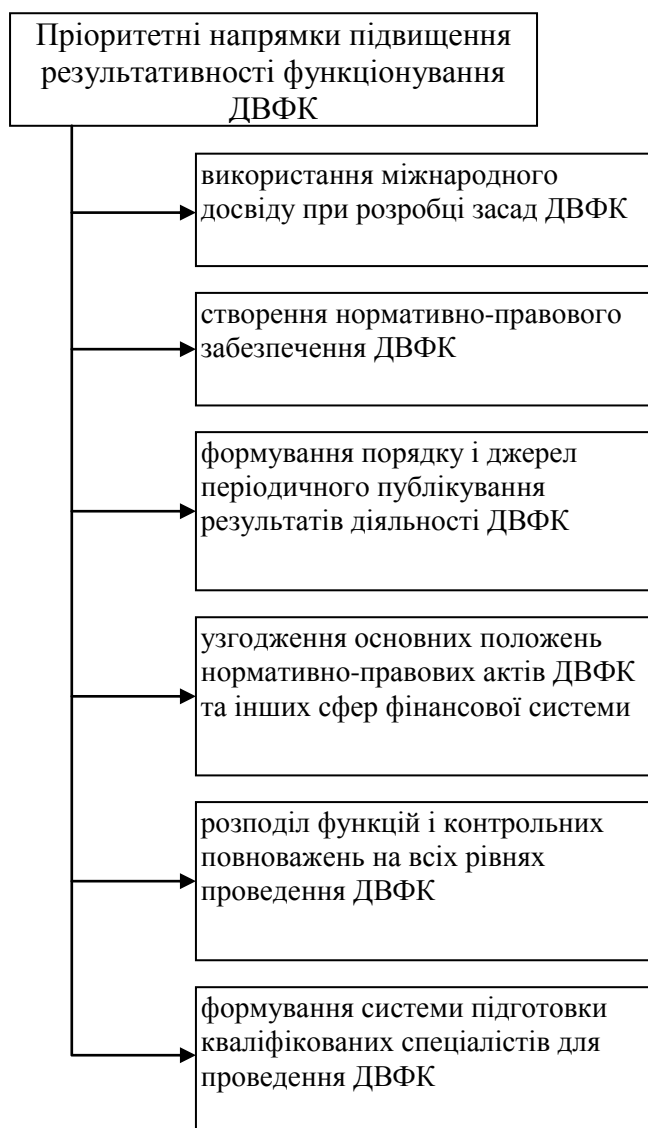 Пріоритетні напрямки підвищення
результативності функціонування
ДВФК
використання міжнародного
досвіду при розробці засад ДВФК
створення нормативно-правового
забезпечення ДВФК
формування порядку і джерел
періодичного публікування
результатів діяльності ДВФК
узгодження основних положень
нормативно-правових актів ДВФК
та інших сфер фінансової системи
розподіл функцій і контрольних
повноважень на всіх рівнях
проведення ДВФК
формування системи підготовки
кваліфікованих спеціалістів для
проведення ДВФК